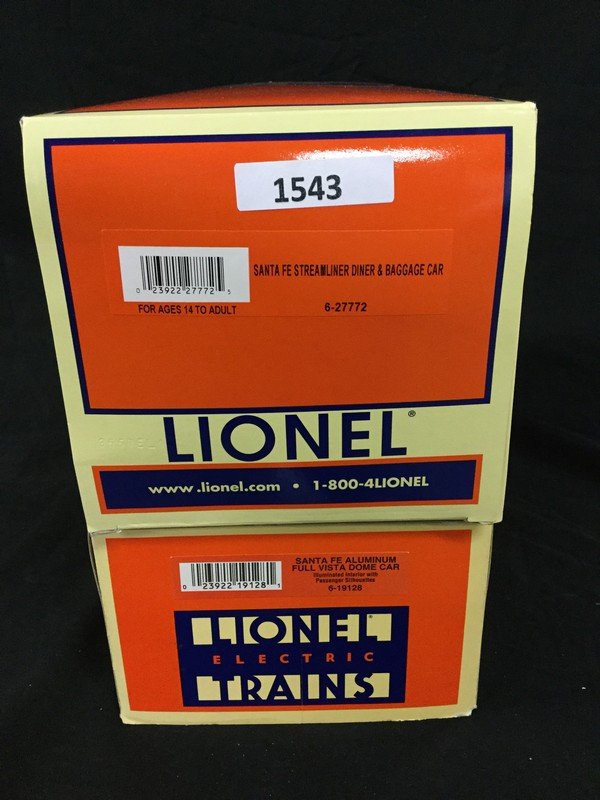 1543
SANTA FE STREAMLINER DINER & BAGGAGE CAR
0 23922 27772 5
FOR AGES 14 TO ADULT
6-27772
LIONEL®
www.lionel.com • 1-800-4LIONEL
SANTA FE ALUMINUM
FULL VISTA DOME CAR
Illuminated Interior with
Passenger Silhouettes
6-19128
0 23922 19128 5
LIONEL®
ELECTRIC
TRAINS